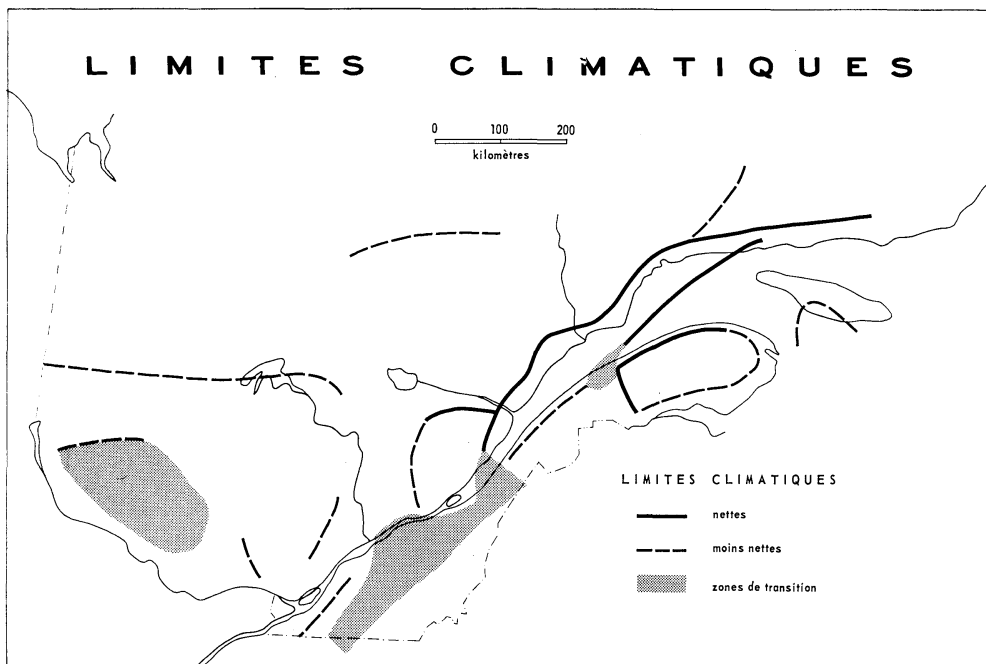 LIMITES CLIMATIQUES
0 100 200
kilomètres
LIMITES CLIMATIQUES
nettes
moins nettes
zones de transition